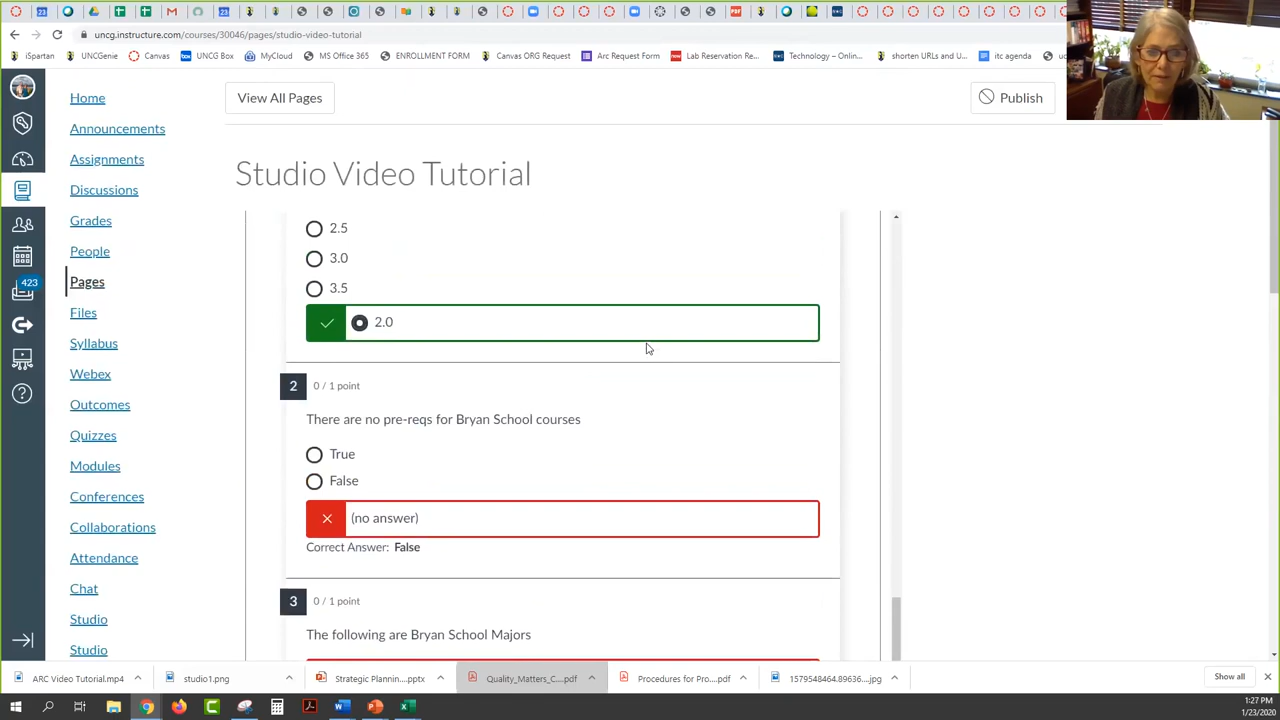 23
23
PDF
uncg.instructure.com/courses/30046/pages/studio-video-tutorial
iSpartan UNCGenie Canvas UNCG Box MyCloud MS Office 365 ENROLLMENT FORM Canvas ORG Request Arc Request Form Lab Reservation Re... Technology – Onlin... shorten URLs and U... itc agenda
Home
Announcements
Assignments
Discussions
Grades
People
Pages
Files
Syllabus
Webex
Outcomes
Quizzes
Modules
Conferences
Collaborations
Attendance
Chat
Studio
Studio
423
View All Pages
Publish
Studio Video Tutorial
2.5
3.0
3.5
2.0
2 0 / 1 point
There are no pre-reqs for Bryan School courses
True
False
(no answer)
Correct Answer: False
3 0 / 1 point
The following are Bryan School Majors
ARC Video Tutorial.mp4 studio1.png Strategic Plannin....pptx Quality_Matters_C....pdf Procedures for Pro....pdf 1579548464.89636....jpg Show all
1:27 PM
1/23/2020